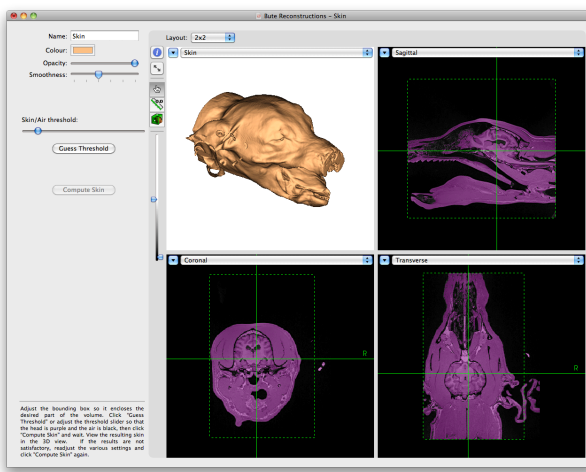 Bute Reconstructions – Skin
Name: Skin
Colour:
Opacity:
Smoothness:
Skin/Air threshold:
Guess Threshold
Compute Skin
Adjust the bounding box so it encloses the
desired part of the volume. Click "Guess
Threshold" or adjust the threshold slider so that
the head is purple and the air is black, then click
"Compute Skin" and wait. View the resulting skin
in the 3D view. If the results are not
satisfactory, readjust the various settings and
click "Compute Skin" again.
Layout: 2x2
Skin
Sagittal
Coronal
R
Transverse
R